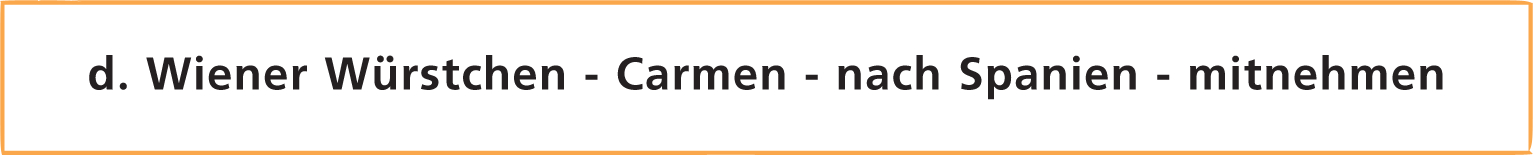 d. Wiener Würstchen - Carmen - nach Spanien - mitnehmen